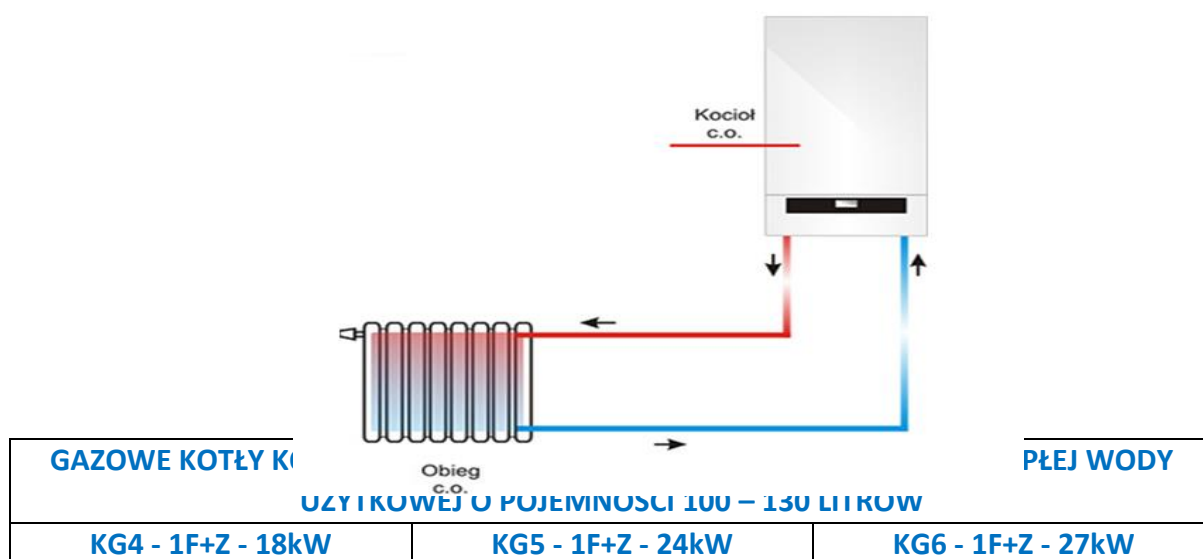 Kocioł
c.o.
Obieg
c.o.
GAZOWE KOTŁY PŁEJ WODY
UŻYTKOWEJ O POJEMNOŚCI 100 – 130 LITRÓW
KG4 - 1F+Z - 18kW KG5 - 1F+Z - 24kW KG6 - 1F+Z - 27kW